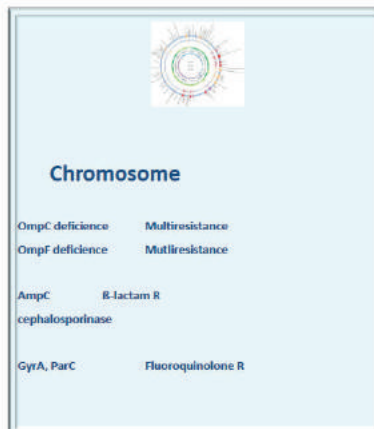 Chromosome
OmpC deficience Multiresistance
OmpF deficience Mutliresistance
AmpC ß-lactam R
cephalosporinase
GyrA, ParC Fluoroquinolone R